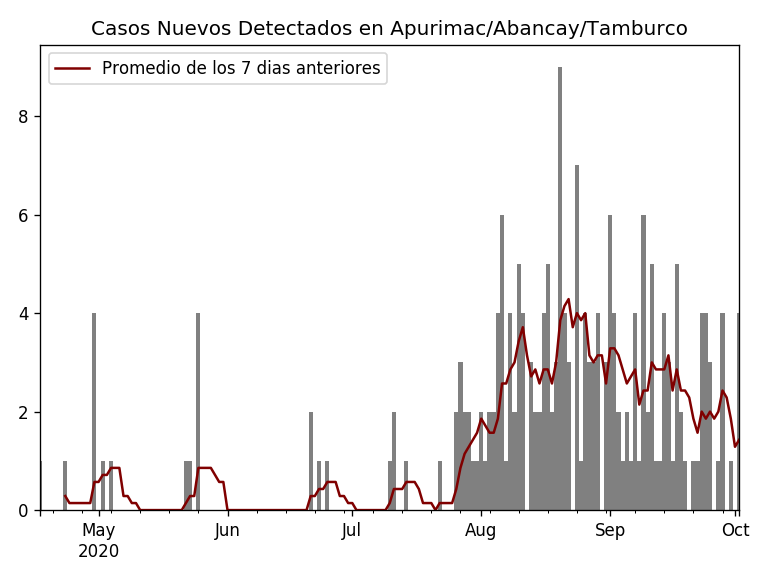 Casos Nuevos Detectados en Apurimac/Abancay/Tamburco
Promedio de los 7 dias anteriores
8
6
4
2
0
May Jun Jul Aug Sep Oct
2020